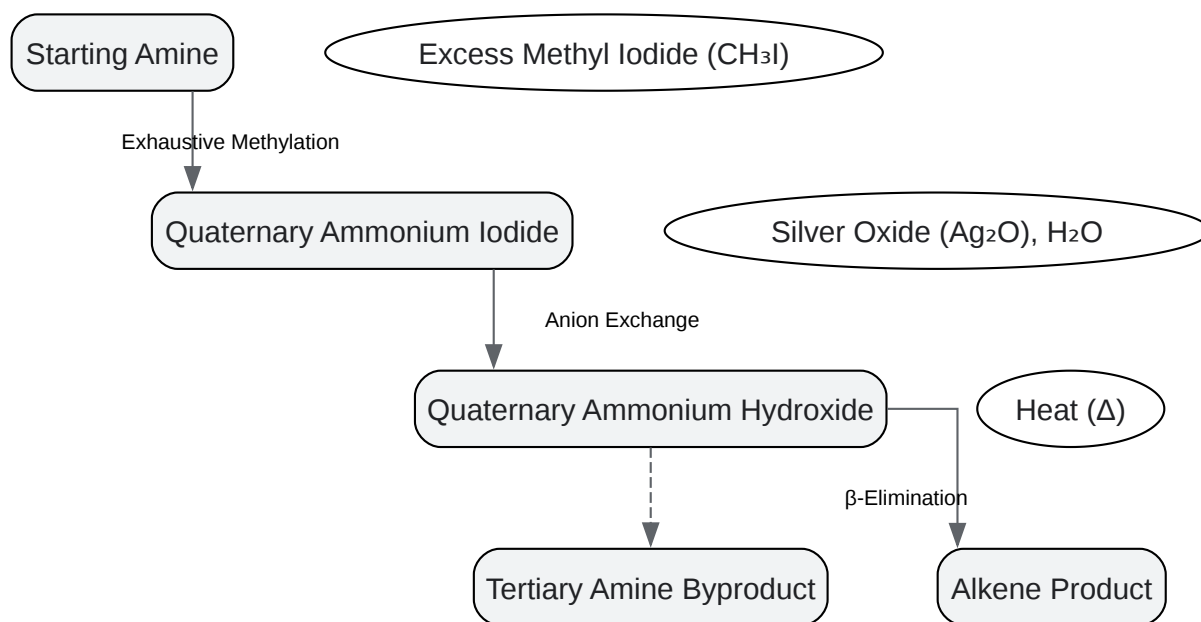 Starting Amine
Excess Methyl Iodide (CH₃I)
Exhaustive Methylation
Quaternary Ammonium Iodide
Silver Oxide (Ag₂O), H₂O
Anion Exchange
Quaternary Ammonium Hydroxide
Heat (Δ)
β-Elimination
Tertiary Amine Byproduct
Alkene Product